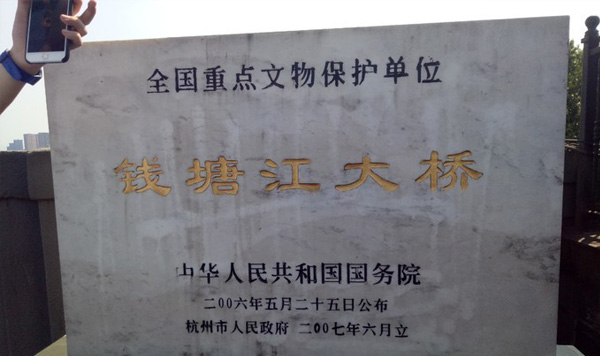 全国重点文物保护单位
钱塘江大桥
中华人民共和国国务院
二00六年五月二十五日公布
杭州市人民政府 二00七年六月立